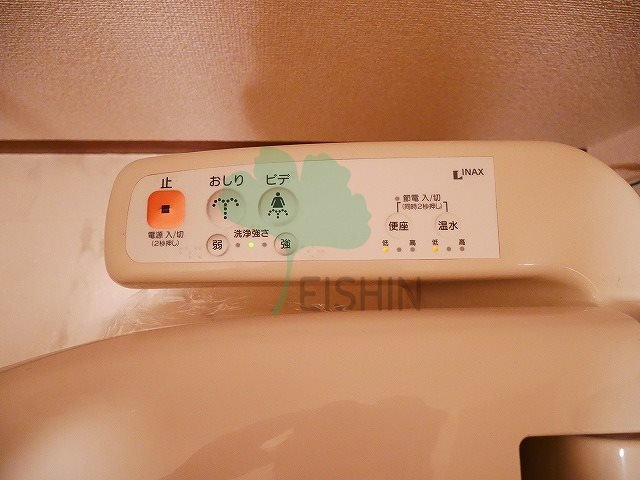 止
おしり
ビデ
INAX
電源 入/切
(2秒押し)
弱
洗浄強さ
強
節電 入/切
(同時2秒押し)
便座
温水
低
高
低
高
EISHIN